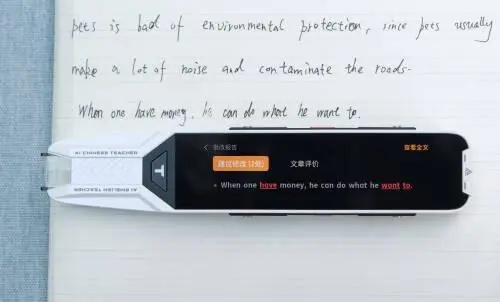 pets is bad of environmental protection, since pets usually
make a lot of noise and contaminate the roads.
When one have money, he can do what he want to.
AI CHINESE TEACHER
T
AI ENGLISH TEACHER
批改报告
查看全文
建议修改(2处)
文章评价
When one have money, he can do what he want to.